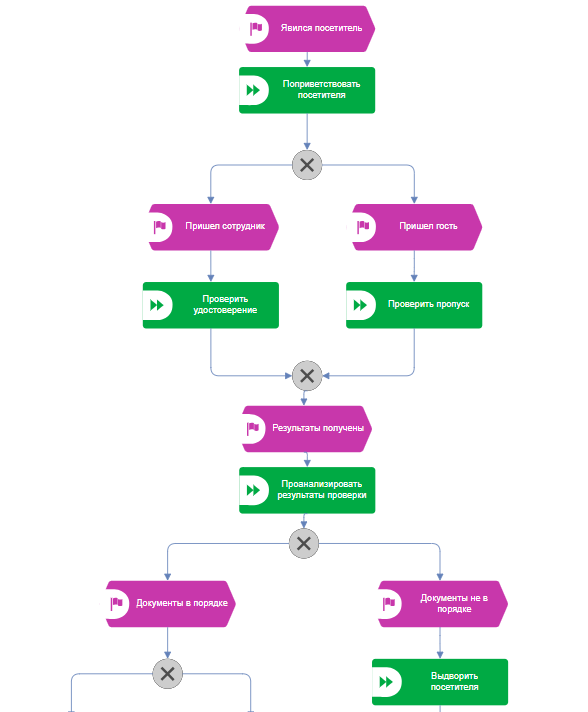 Явился посетитель
Поприветствовать
посетителя
Пришел сотрудник
Пришел гость
Проверить
удостоверение
Проверить пропуск
Результаты получены
Проанализировать
результаты проверки
Документы в порядке
Документы не в
порядке
Выдворить
посетителя